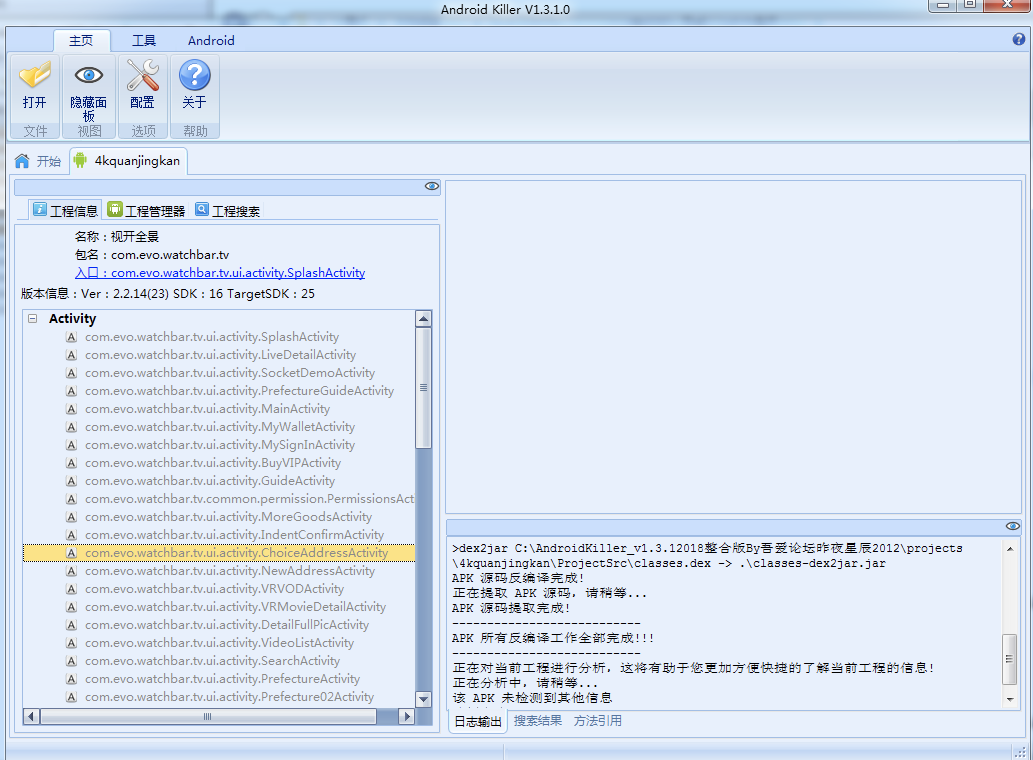 Android Killer V1.3.1.0
主页 工具 Android
打开 隐藏面板 配置 关于
文件 视图 选项 帮助
开始 4kquanjingkan
工程信息 工程管理器 工程搜索
名称：视开全景
包名：com.evo.watchbar.tv
入口：com.evo.watchbar.tv.ui.activity.SplashActivity
版本信息：Ver：2.2.14(23) SDK：16 TargetSDK：25
Activity
com.evo.watchbar.tv.ui.activity.SplashActivity
com.evo.watchbar.tv.ui.activity.LiveDetailActivity
com.evo.watchbar.tv.ui.activity.SocketDemoActivity
com.evo.watchbar.tv.ui.activity.PrefectureGuideActivity
com.evo.watchbar.tv.ui.activity.MainActivity
com.evo.watchbar.tv.ui.activity.MyWalletActivity
com.evo.watchbar.tv.ui.activity.MySignInActivity
com.evo.watchbar.tv.ui.activity.BuyVIPActivity
com.evo.watchbar.tv.ui.activity.GuideActivity
com.evo.watchbar.tv.common.permission.PermissionsAct
com.evo.watchbar.tv.ui.activity.MoreGoodsActivity
com.evo.watchbar.tv.ui.activity.IndentConfirmActivity
com.evo.watchbar.tv.ui.activity.ChoiceAddressActivity
com.evo.watchbar.tv.ui.activity.NewAddressActivity
com.evo.watchbar.tv.ui.activity.VRVODActivity
com.evo.watchbar.tv.ui.activity.VRMovieDetailActivity
com.evo.watchbar.tv.ui.activity.DetailFullPicActivity
com.evo.watchbar.tv.ui.activity.VideoListActivity
com.evo.watchbar.tv.ui.activity.SearchActivity
com.evo.watchbar.tv.ui.activity.PrefectureActivity
com.evo.watchbar.tv.ui.activity.Prefecture02Activity
>dex2jar C:\AndroidKiller_v1.3.12018整合版By吾爱论坛昨夜星辰2012\projects
\4kquanjingkan\ProjectSrc\classes.dex -> .\classes-dex2jar.jar
APK 源码反编译完成!
正在提取 APK 源码，请稍等...
APK 源码提取完成!
---------------------------
APK 所有反编译工作全部完成!!!
---------------------------
正在对当前工程进行分析，这将有助于您更加方便快捷的了解当前工程的信息!
正在分析中，请稍等...
该 APK 未检测到其他信息
日志输出 搜索结果 方法引用